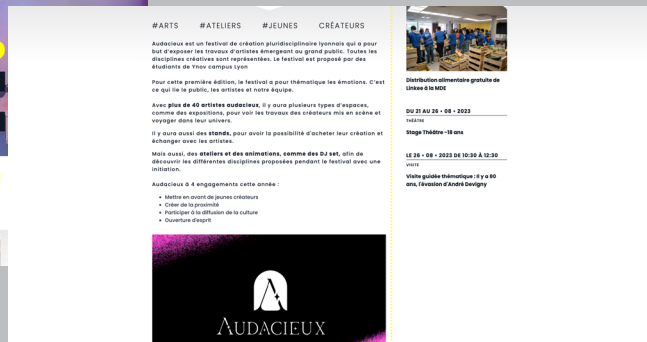 #ARTS #ATELIERS #JEUNES CRÉATEURS
Audacieux est un festival de création pluridisciplinaire lyonnais qui a pour
but d'exposer les travaux d'artistes émergeant au grand public. Toutes les
disciplines créatives sont représentées. Le festival est proposé par des
étudiants de Ynov campus Lyon
Pour cette première édition, le festival a pour thématique les émotions. C'est
ce qui lie le public, les artistes et notre équipe.
Avec plus de 40 artistes audacieux, il y aura plusieurs types d'espaces,
comme des expositions, pour voir les travaux des créateurs mis en scène et
voyager dans leur univers.
Il y aura aussi des stands, pour avoir la possibilité d'acheter leur création et
échanger avec les artistes.
Mais aussi, des ateliers et des animations, comme des DJ set, afin de
découvrir les différentes disciplines proposées pendant le festival avec une
initiation.
Audacieux à 4 engagements cette année :
• Mettre en avant de jeunes créateurs
• Créer de la proximité
• Participer à la diffusion de la culture
• Ouverture d'esprit
AUDACIEUX
Distribution alimentaire gratuite de
Linkee à la MDE
DU 21 AU 26 • 08 • 2023
THÉÂTRE
Stage Théâtre -18 ans
LE 26 • 08 • 2023 DE 10:30 À 12:30
VISITE
Visite guidée thématique : Il y a 80
ans, l'évasion d'André Devigny